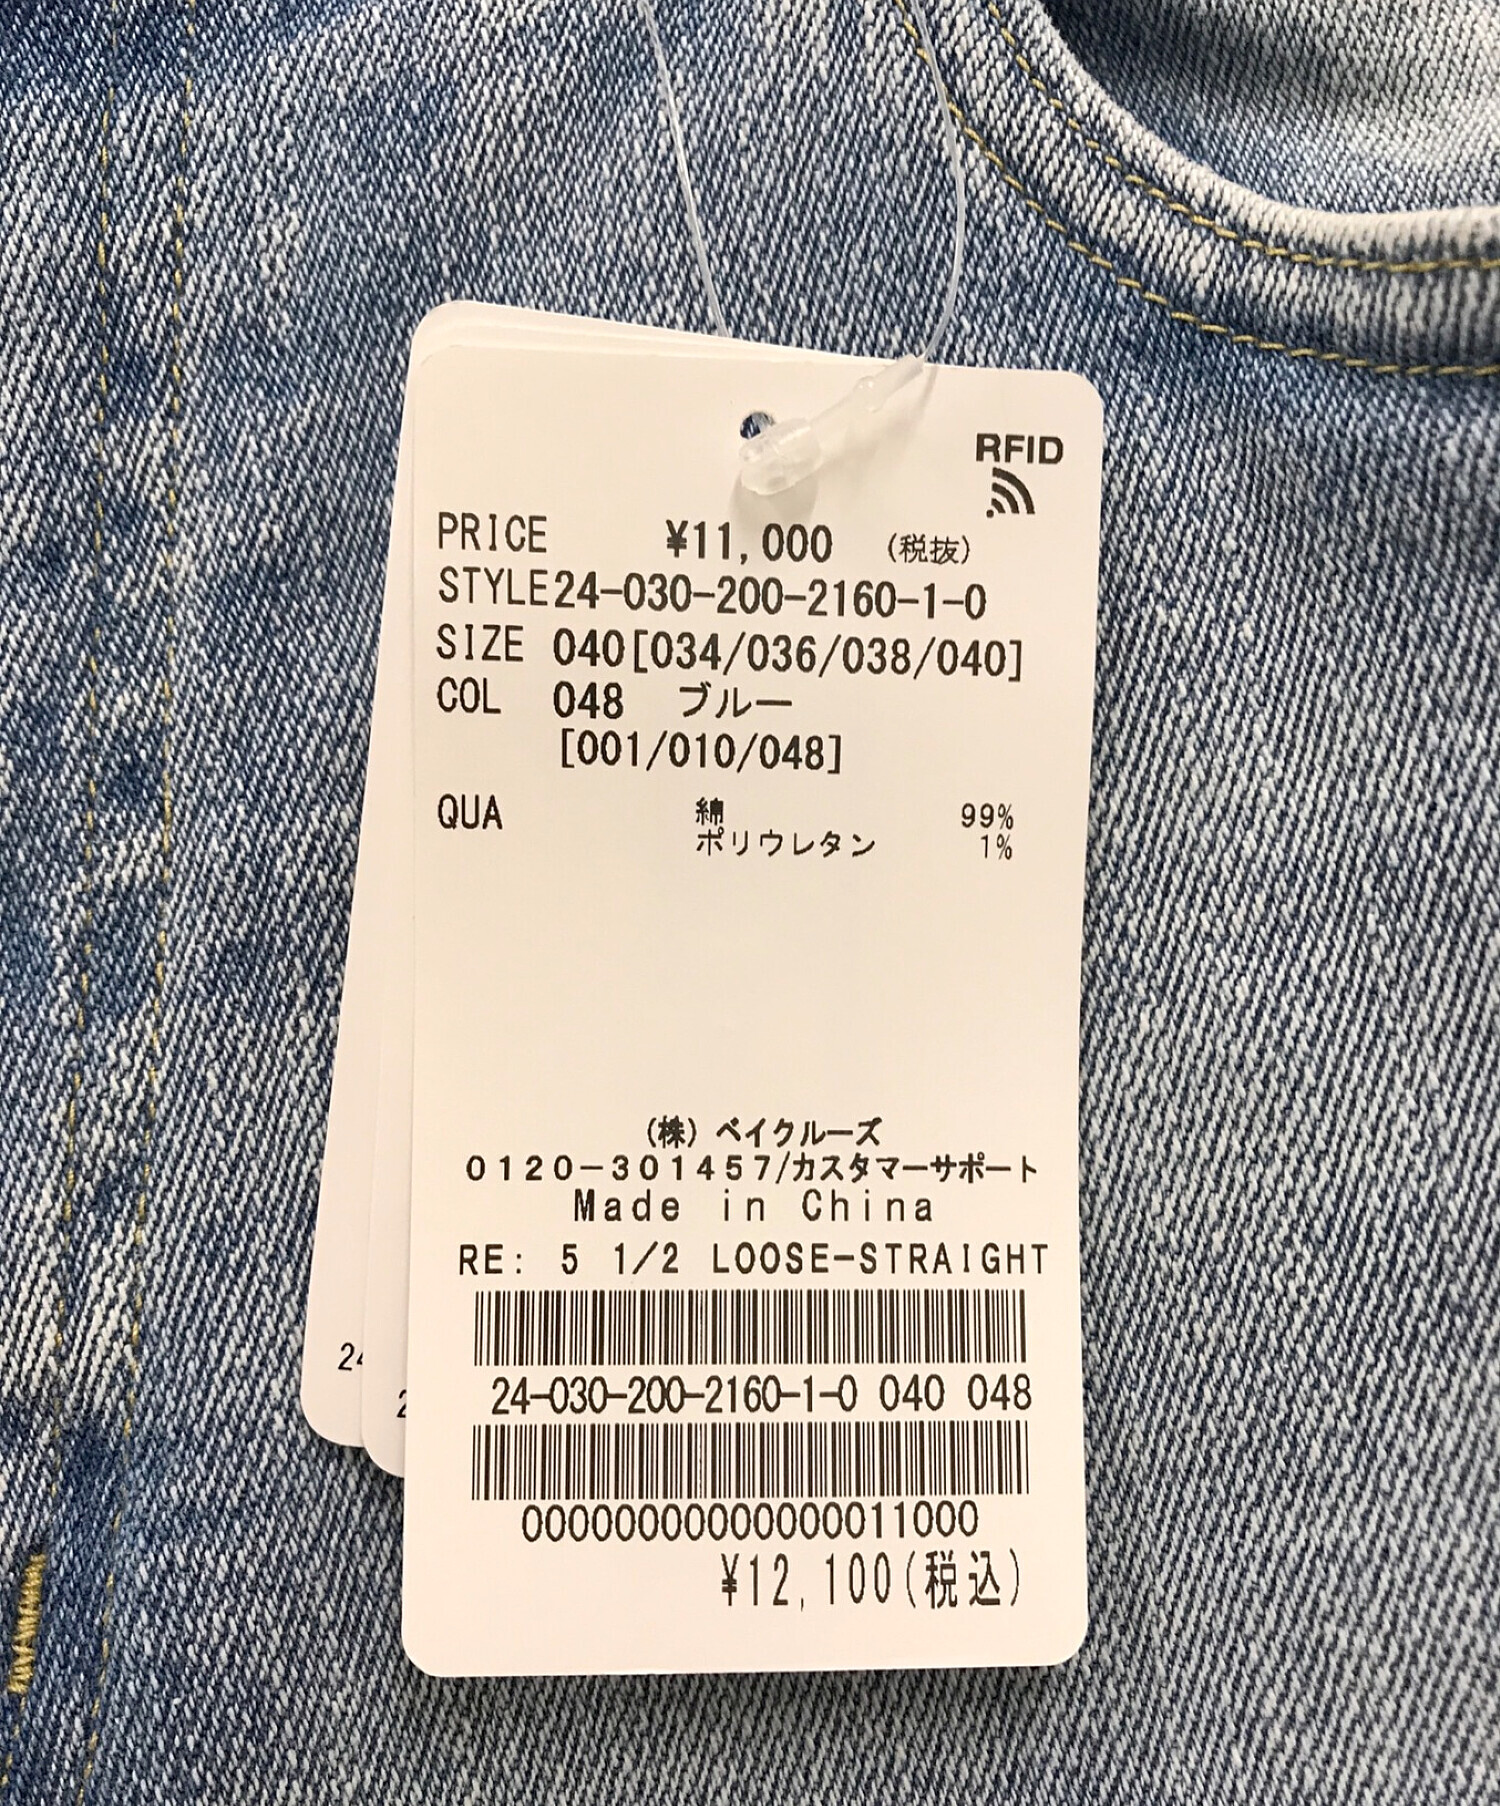 RFID
PRICE ¥11,000 (税抜)
STYLE 24-030-200-2160-1-0
SIZE 040[034/036/038/040]
COL 048 ブルー
[001/010/048]
QUA 綿 99%
ポリウレタン 1%
(株)ベイクルーズ
0120-301457/カスタマーサポート
Made in China
RE: 5 1/2 LOOSE-STRAIGHT
24-030-200-2160-1-0 040 048
00000000000000011000
¥12,100(税込)